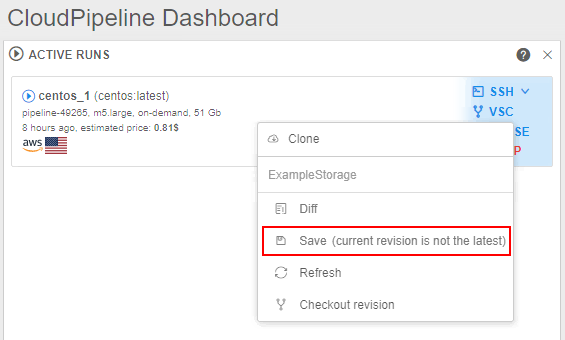 CloudPipeline Dashboard
ACTIVE RUNS ?
centos_1 (centos:latest) SSH
pipeline-49265, m5.large, on-demand, 51 Gb VSC
8 hours ago, estimated price: 0.81$ SE
aws P
Clone
ExampleStorage
Diff
Save (current revision is not the latest)
Refresh
Checkout revision